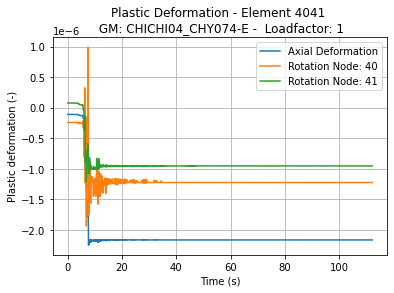 Plastic Deformation - Element 4041
GM: CHICHI04_CHY074-E -  Loadfactor: 1
1e−6
Axial Deformation
Rotation Node: 40
Rotation Node: 41
Plastic deformation (-)
1.0
0.5
0.0
−0.5
−1.0
−1.5
−2.0
0
20
40
60
80
100
Time (s)